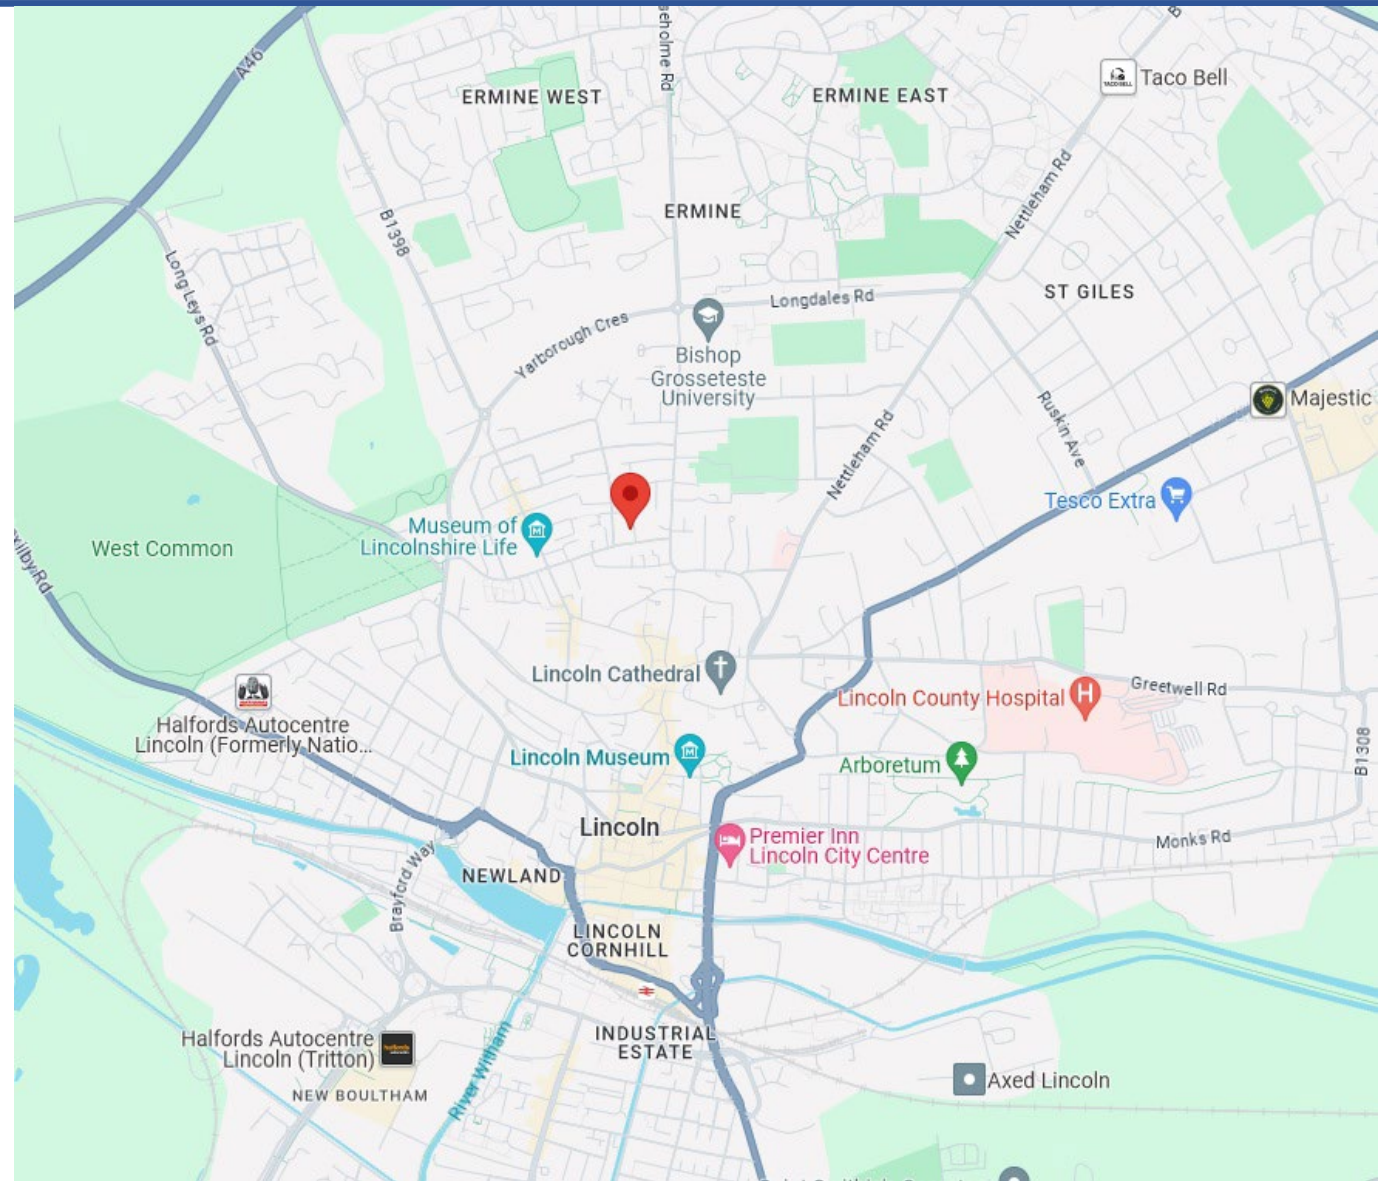 A46
seholme Rd
B
Taco Bell
ERMINE WEST
ERMINE EAST
ERMINE
Nettleham Rd
B1398
Long Leys Rd
ST GILES
Longdales Rd
Yarborough Cres
Bishop
Grosseteste
University
Majestic
Ruskin Ave
Nettleham Rd
Tesco Extra
Museum of
Lincolnshire Life
West Common
xilby Rd
Lincoln Cathedral
Lincoln County Hospital
Greetwell Rd
Halfords Autocentre
Lincoln (Formerly Natio...
B1308
Lincoln Museum
Arboretum
Lincoln
Premier Inn
Lincoln City Centre
Monks Rd
Brayford Way
NEWLAND
LINCOLN
CORNHILL
INDUSTRIAL
ESTATE
Halfords Autocentre
Lincoln (Tritton)
NEW BOULTHAM
River Witham
Axed Lincoln